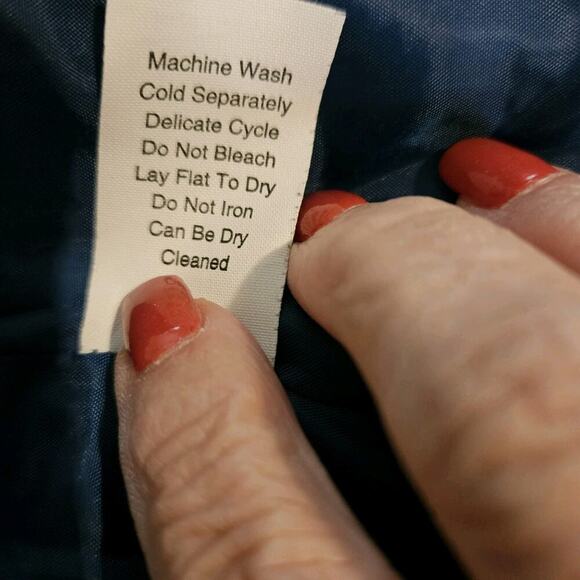 Machine Wash
Cold Separately
Delicate Cycle
Do Not Bleach
Lay Flat To Dry
Do Not Iron
Can Be Dry
Cleaned